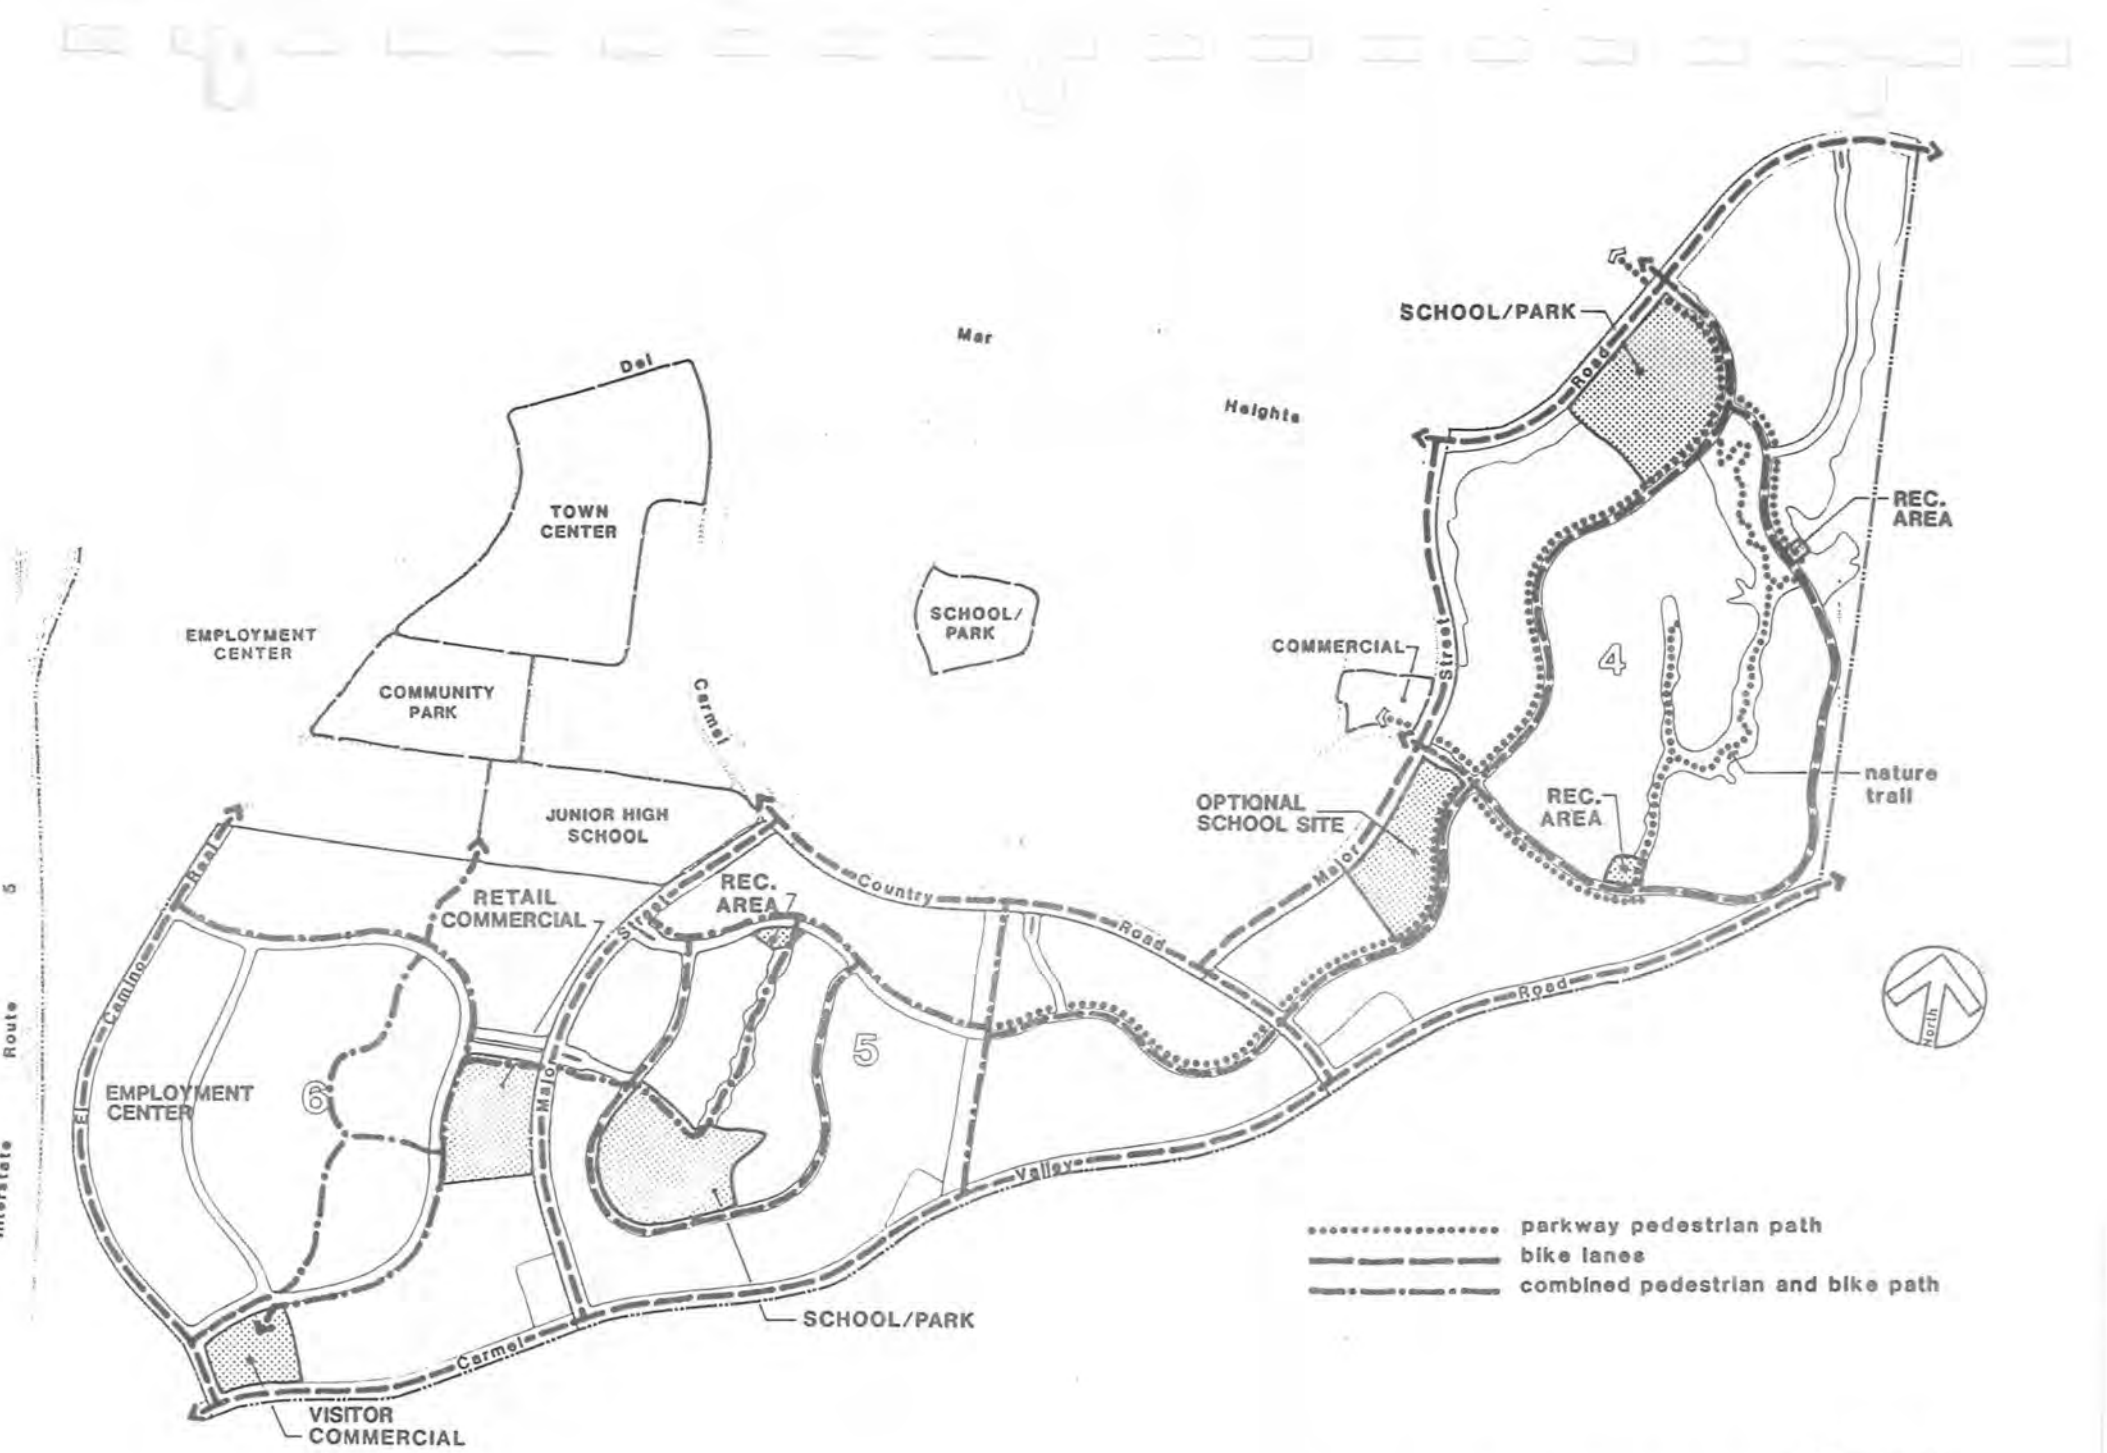 Mar
Del
SCHOOL/PARK
Road
Heights
REC.
AREA
TOWN
CENTER
EMPLOYMENT
CENTER
SCHOOL/
PARK
COMMERCIAL
Street
4
COMMUNITY
PARK
Carmel
nature
trail
OPTIONAL
SCHOOL SITE
REC.
AREA
JUNIOR HIGH
SCHOOL
Major
Real
REC.
AREA
Country
RETAIL
COMMERCIAL
Street
Road
5
Route
Interstate
Camino
El
Road
North
5
6
EMPLOYMENT
CENTER
Major
Valley
parkway pedestrian path
bike lanes
combined pedestrian and bike path
SCHOOL/PARK
Carmel
VISITOR
COMMERCIAL